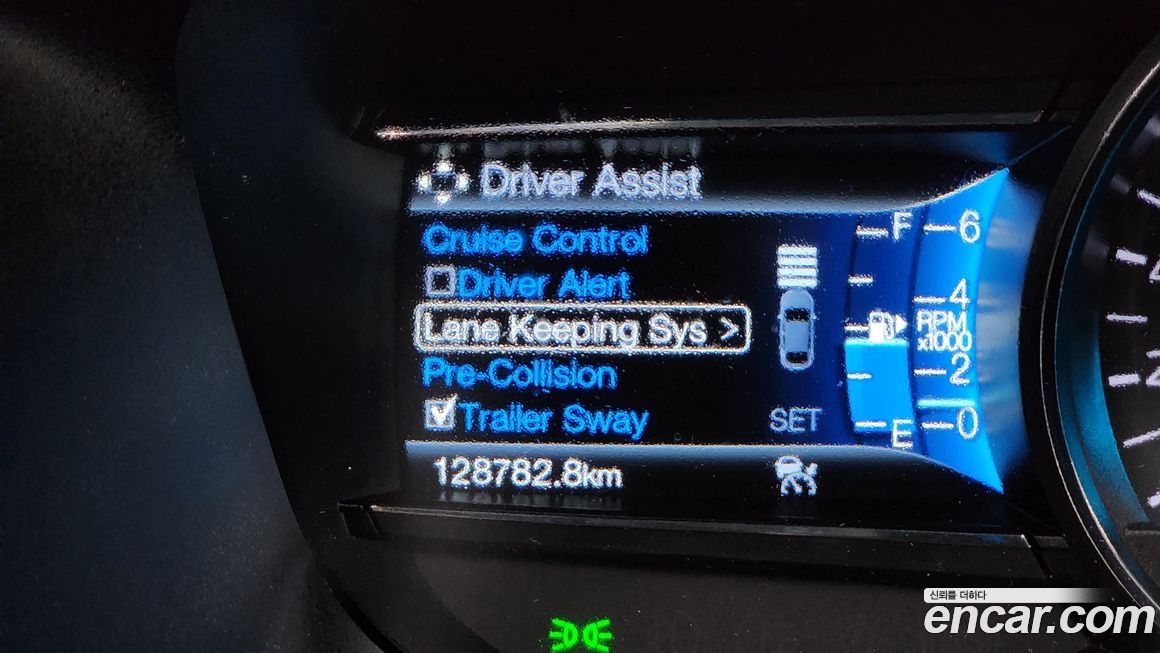 Driver Assist
Cruise Control
Driver Alert
Lane Keeping Sys >
Pre-Collision
Trailer Sway
128782.8km
SET
F
E
6
4
RPM
x1000
2
0
신뢰를 더하다
encar.com